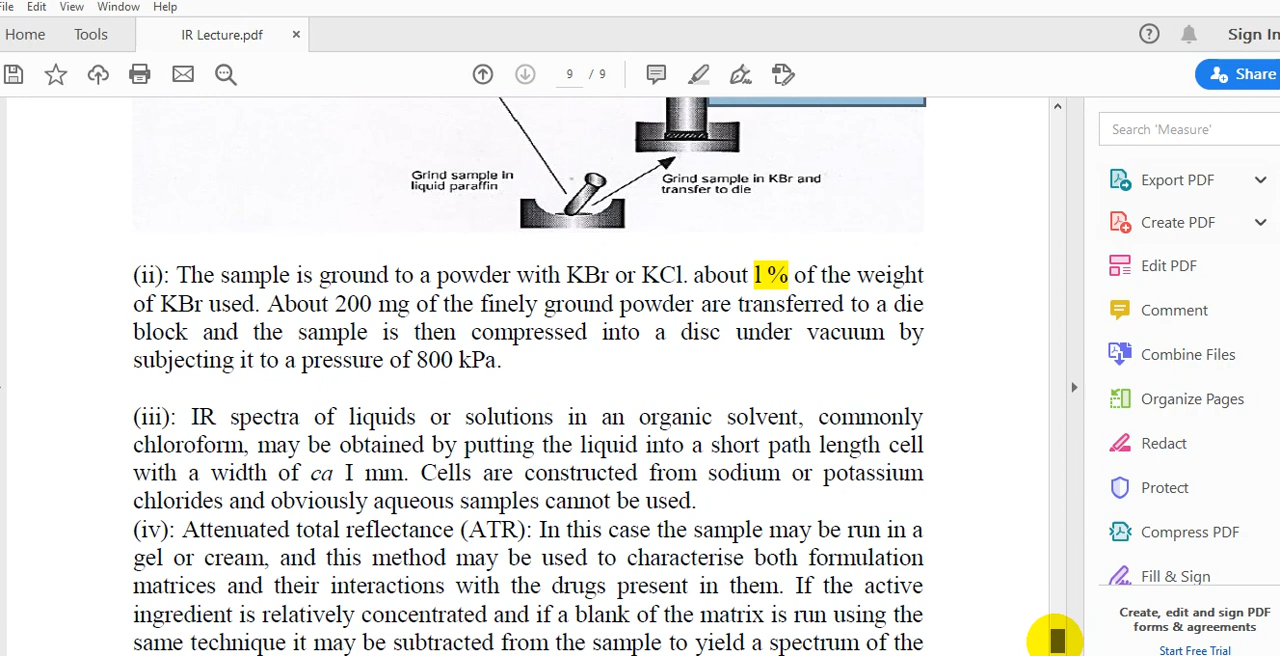 File Edit View Window Help
Home Tools IR Lecture.pdf × Sign In
9 / 9 Share
Search 'Measure'
Export PDF
Create PDF
Edit PDF
Comment
Combine Files
Organize Pages
Redact
Protect
Compress PDF
Fill & Sign
Create, edit and sign PDF
forms & agreements
Start Free Trial
Grind sample in
liquid paraffin
Grind sample in KBr and
transfer to die
(ii): The sample is ground to a powder with KBr or KCl. about l % of the weight
of KBr used. About 200 mg of the finely ground powder are transferred to a die
block and the sample is then compressed into a disc under vacuum by
subjecting it to a pressure of 800 kPa.
(iii): IR spectra of liquids or solutions in an organic solvent, commonly
chloroform, may be obtained by putting the liquid into a short path length cell
with a width of ca I mm. Cells are constructed from sodium or potassium
chlorides and obviously aqueous samples cannot be used.
(iv): Attenuated total reflectance (ATR): In this case the sample may be run in a
gel or cream, and this method may be used to characterise both formulation
matrices and their interactions with the drugs present in them. If the active
ingredient is relatively concentrated and if a blank of the matrix is run using the
same technique it may be subtracted from the sample to yield a spectrum of the